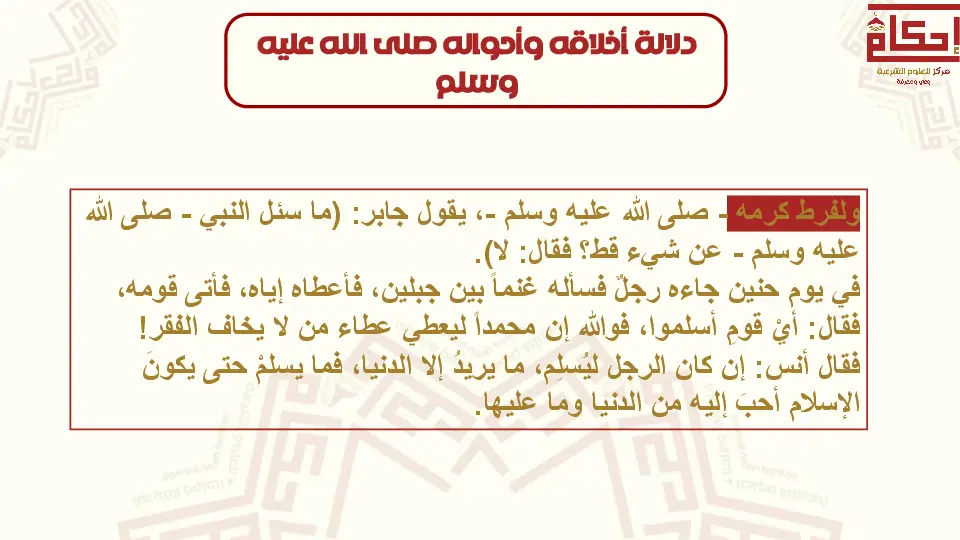 دلالة أخلاقه وأحواله صلى الله عليه
وسلم
إحكام
مركز للعلوم الشرعية
وعي ومعرفة
ولفرط كرمه - صلى الله عليه وسلم -، يقول جابر: (ما سئل النبي - صلى الله
عليه وسلم - عن شيء قط؟ فقال: لا).
في يوم حنين جاءه رجلٌ فسأله غنماً بين جبلين، فأعطاه إياه، فأتى قومه،
فقال: أيْ قومِ أسلموا، فوالله إن محمداً ليعطي عطاء من لا يخاف الفقر!
فقال أنس: إن كان الرجل ليُسلِم، ما يريدُ إلا الدنيا، فما يسلمْ حتى يكونَ
الإسلام أحبَ إليه من الدنيا وما عليها.